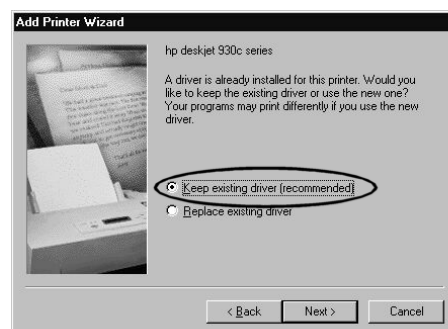 Add Printer Wizard
hp deskjet 930c series
A driver is already installed for this printer. Would you
like to keep the existing driver or use the new one?
Your programs may print differently if you use the new
driver.
Keep existing driver (recommended)
Replace existing driver
< Back
Next >
Cancel